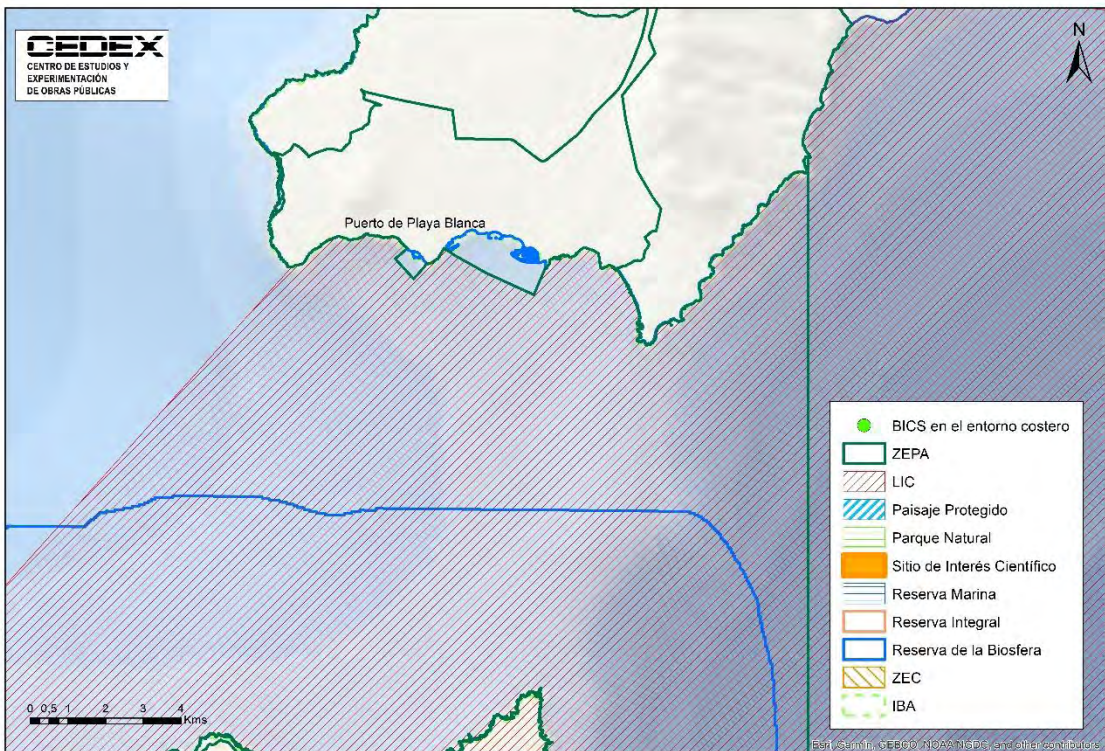 CEDEX
CENTRO DE ESTUDIOS Y
EXPERIMENTACIÓN
DE OBRAS PÚBLICAS
N
Puerto de Playa Blanca
BICS en el entorno costero
ZEPA
LIC
Paisaje Protegido
Parque Natural
Sitio de Interés Científico
Reserva Marina
Reserva Integral
Reserva de la Biosfera
ZEC
IBA
0 0,5 1 2 3 4
Kms
Esri, Garmin, GEBCO, NOAA NGDC, and other contributors